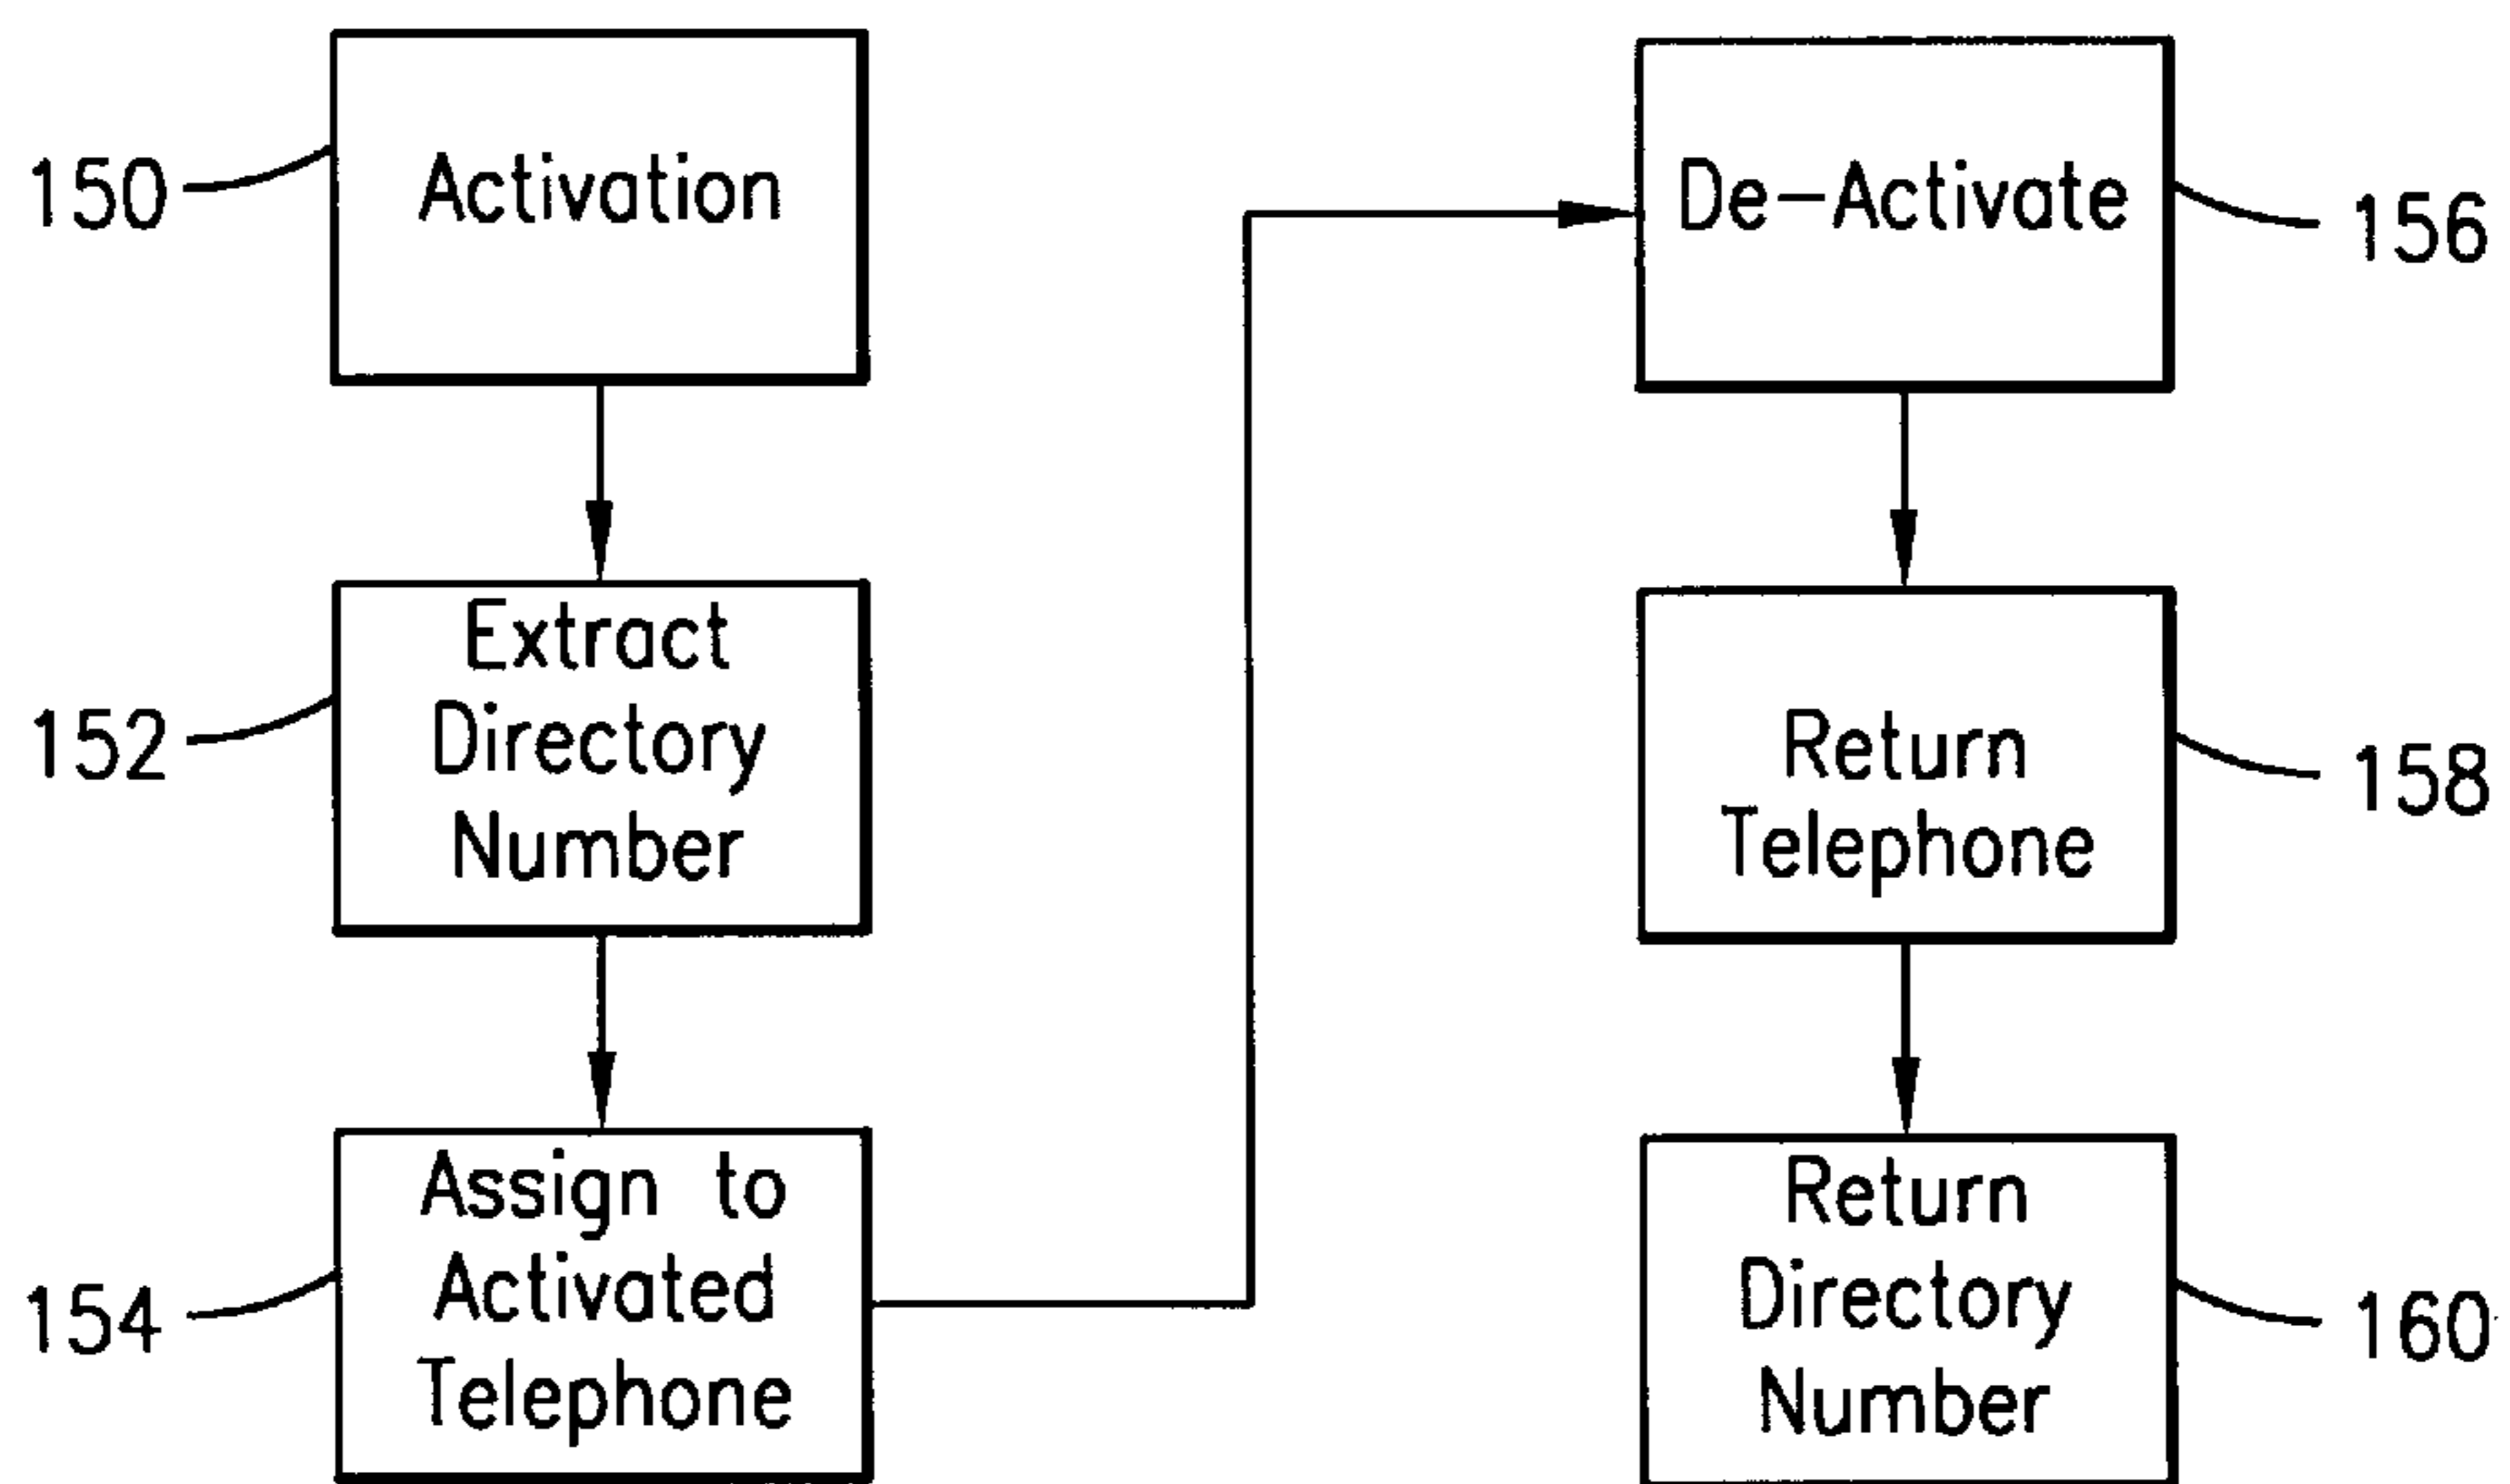 150
Activation
152
Extract
Directory
Number
154
Assign to
Activated
Telephone
De-Activate
156
Return
Telephone
158
Return
Directory
Number
160